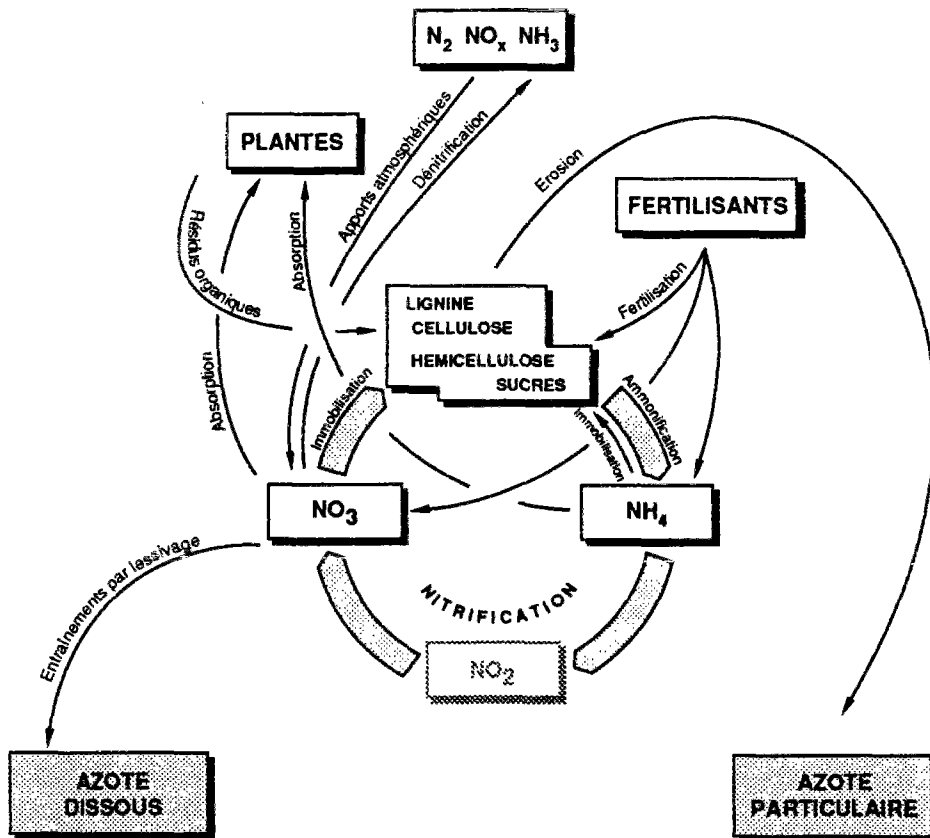 N₂ NOₓ NH₃
PLANTES
Apports atmosphériques
Dénitrification
Erosion
FERTILISANTS
Résidus organiques
Absorption
Fertilisation
LIGNINE
CELLULOSE
HEMICELLULOSE
SUCRES
Absorption
Immobilisation
Immobilisation
Ammonification
NO₃
NH₄
Entraînements par lessivage
NITRIFICATION
NO₂
AZOTE
DISSOUS
AZOTE
PARTICULAIRE